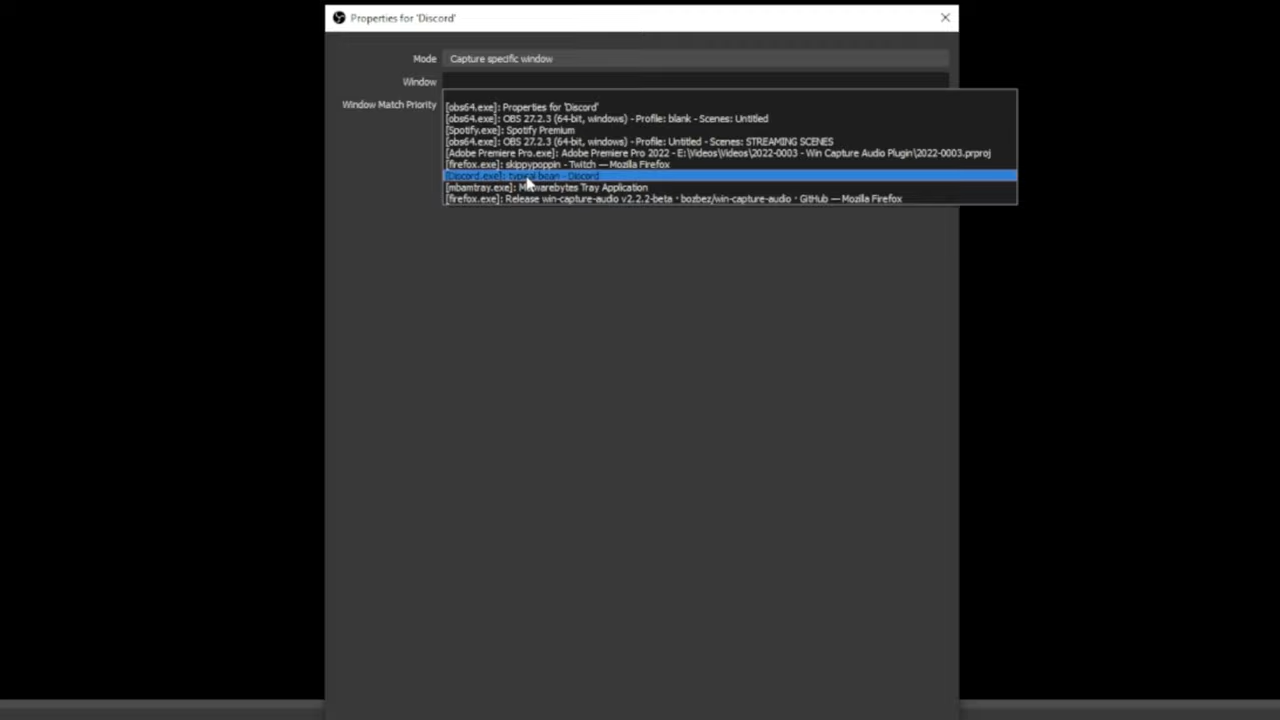 Properties for 'Discord'
Mode Capture specific window
Window
Window Match Priority
[obs64.exe]: Properties for 'Discord'
[obs64.exe]: OBS 27.2.3 (64-bit, windows) - Profile: blank - Scenes: Untitled
[Spotify.exe]: Spotify Premium
[obs64.exe]: OBS 27.2.3 (64-bit, windows) - Profile: Untitled - Scenes: STREAMING SCENES
[Adobe Premiere Pro.exe]: Adobe Premiere Pro 2022 - E:\Videos\Videos\2022-0003 - Win Capture Audio Plugin\2022-0003.prproj
[firefox.exe]: skippypoppin - Twitch — Mozilla Firefox
[Discord.exe]: typical bean - Discord
[mbamtray.exe]: Malwarebytes Tray Application
[firefox.exe]: Release win-capture-audio v2.2.2-beta · bozbez/win-capture-audio · GitHub — Mozilla Firefox